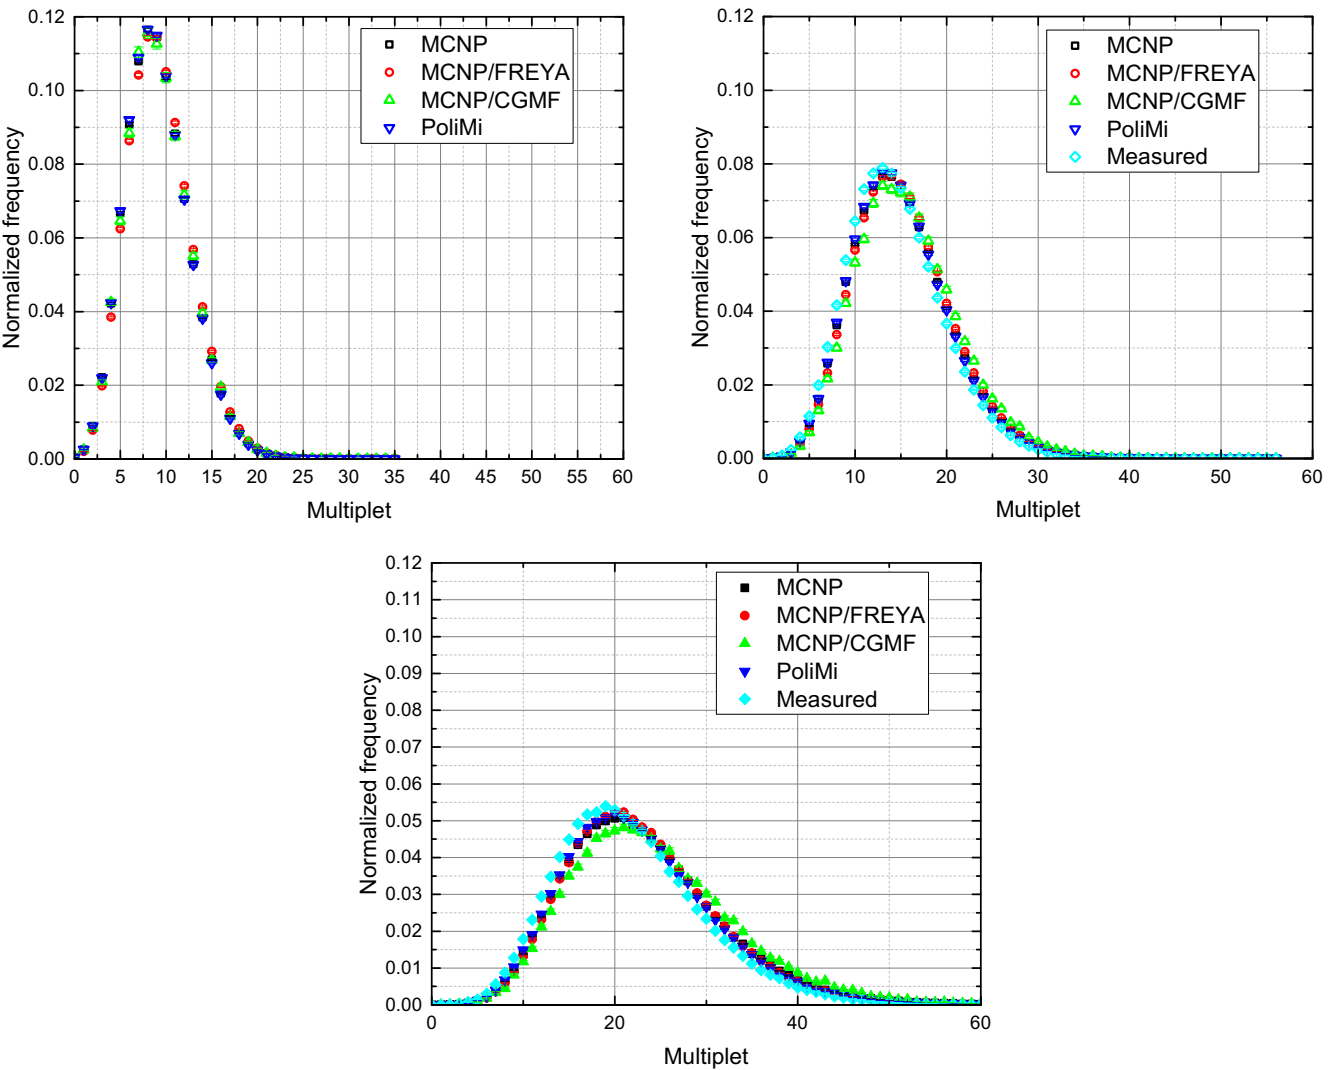 0.12
0.10
0.08
0.06
0.04
0.02
0.00
Normalized frequency
0 5 10 15 20 25 30 35 40 45 50 55 60
Multiplet
MCNP
MCNP/FREYA
MCNP/CGMF
PoliMi
0.12
0.10
0.08
0.06
0.04
0.02
0.00
Normalized frequency
0 10 20 30 40 50 60
Multiplet
MCNP
MCNP/FREYA
MCNP/CGMF
PoliMi
Measured
0.12
0.11
0.10
0.09
0.08
0.07
0.06
0.05
0.04
0.03
0.02
0.01
0.00
Normalized frequency
0 20 40 60
Multiplet
MCNP
MCNP/FREYA
MCNP/CGMF
PoliMi
Measured